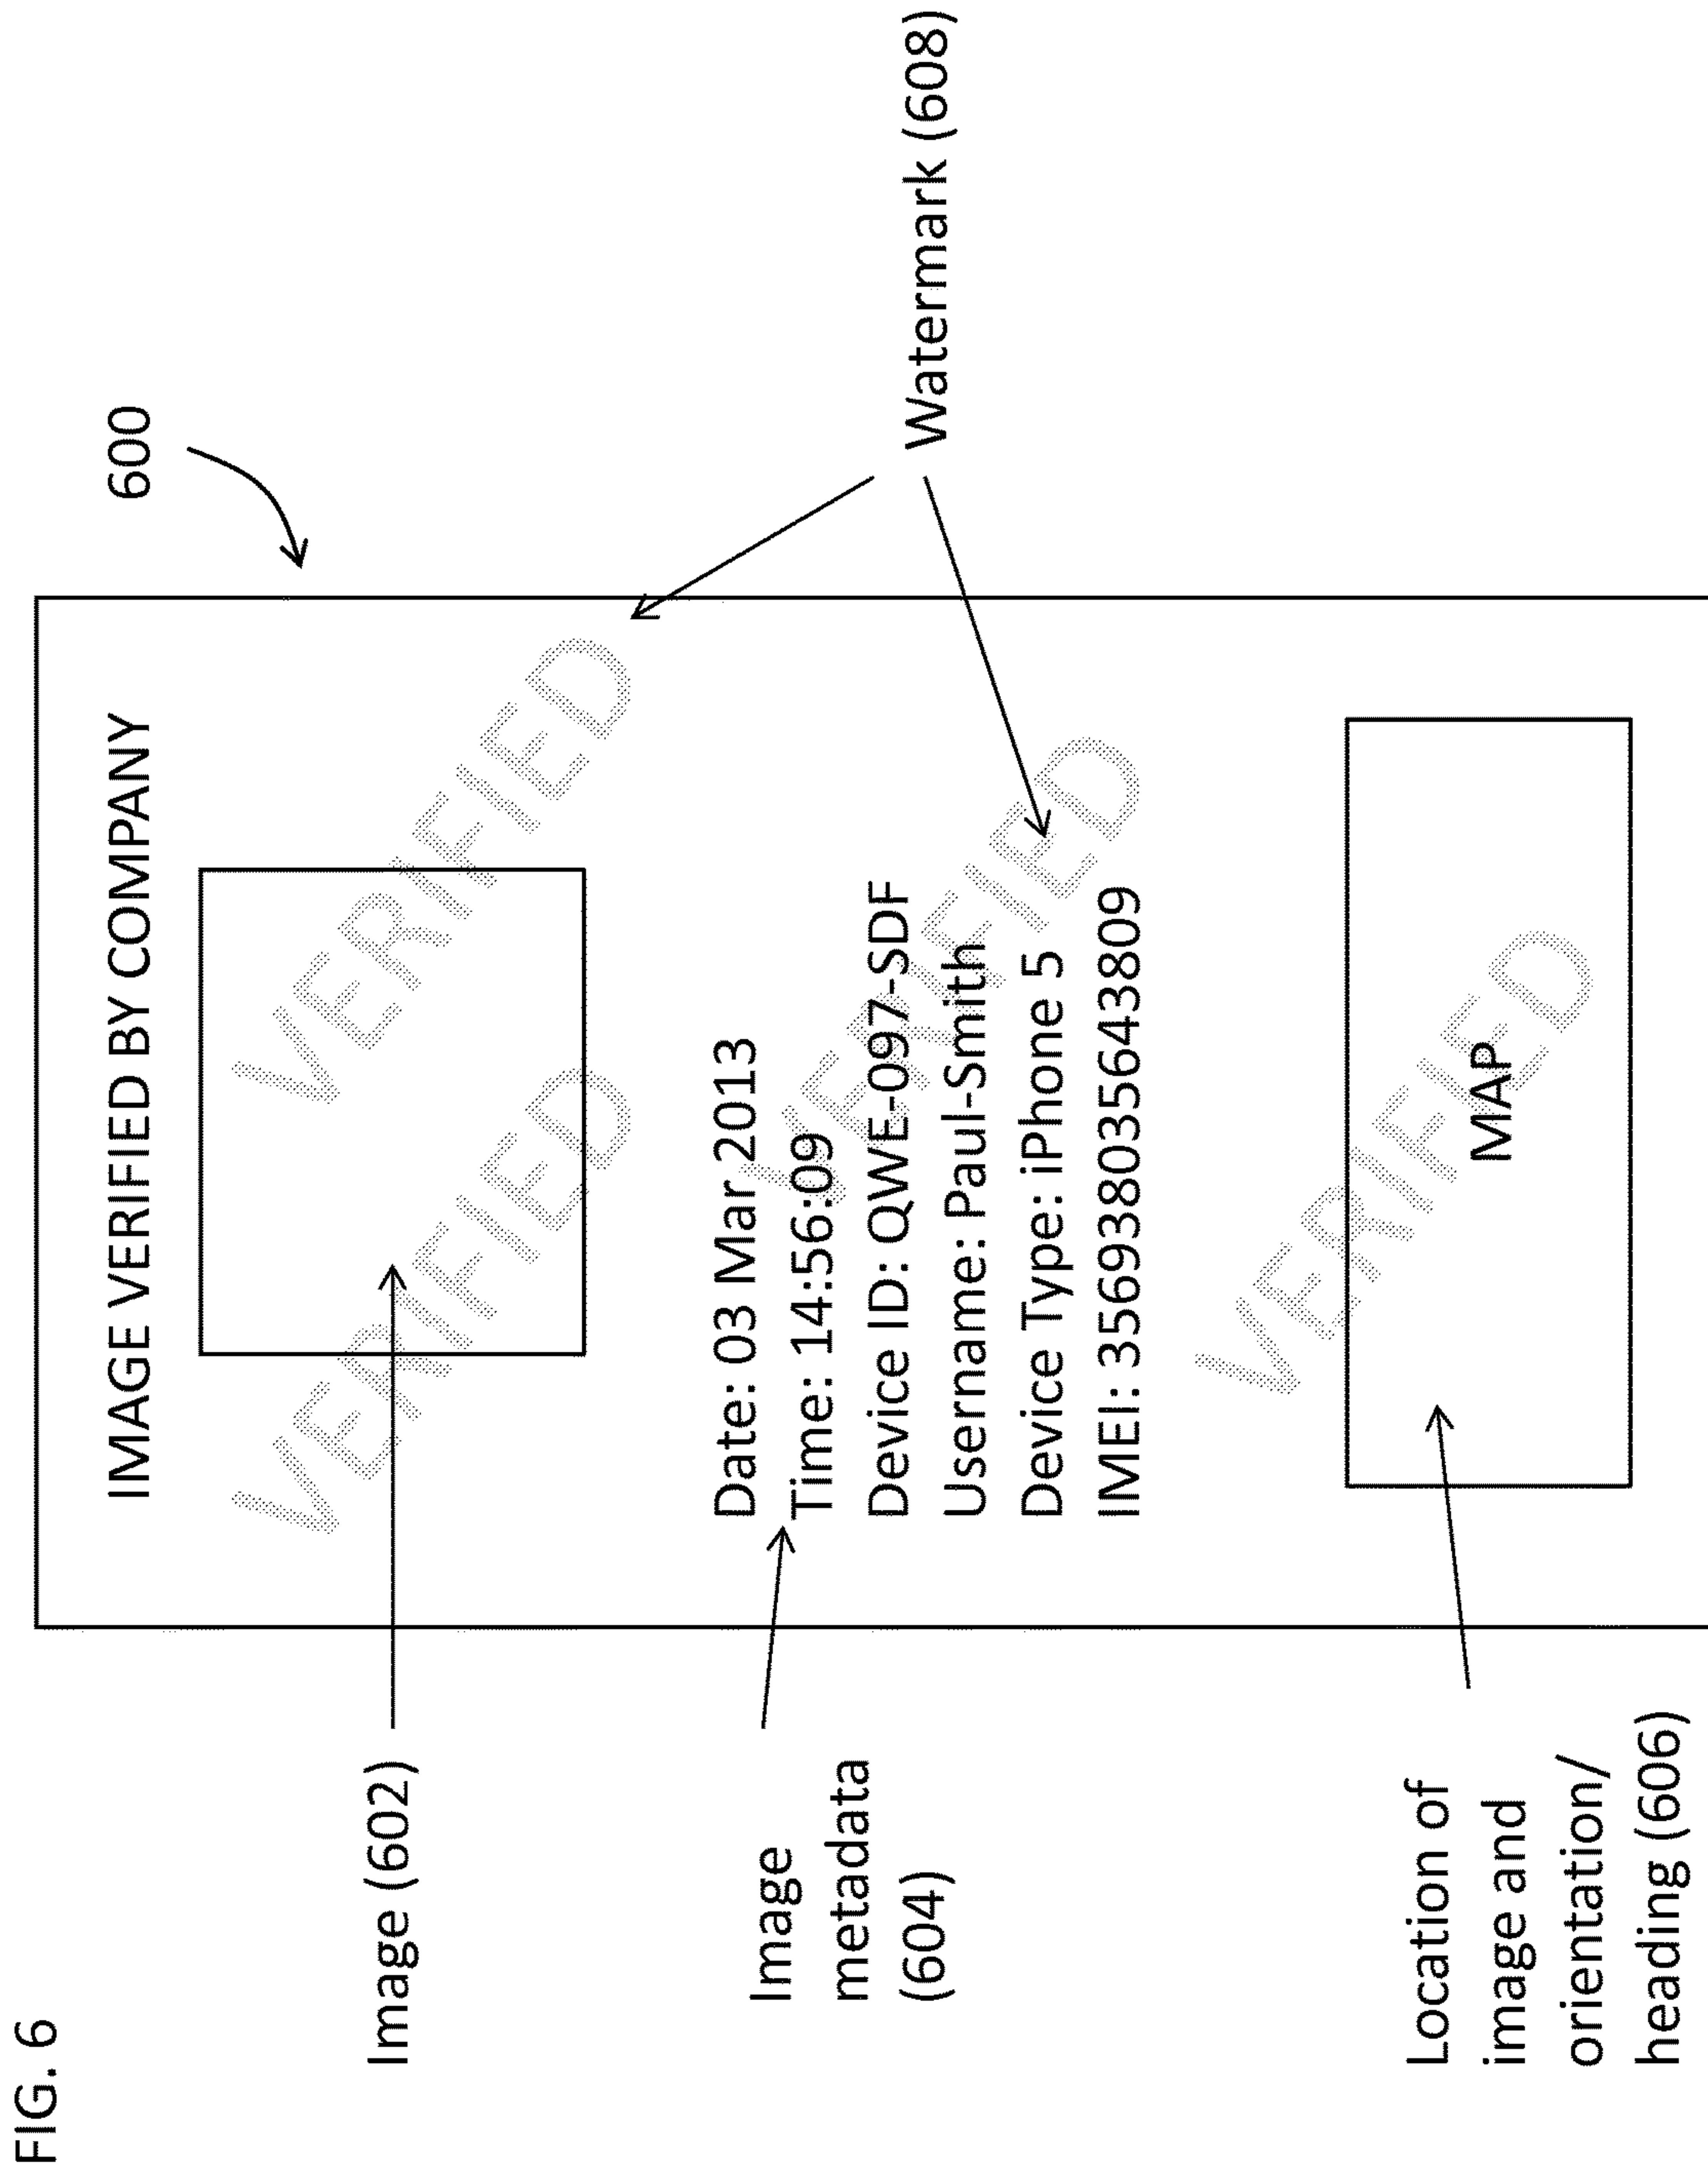 FIG. 6
600
IMAGE VERIFIED BY COMPANY
VERIFIED
VERIFIED
Image (602)
Image
metadata
(604)
Date: 03 Mar 2013
Time: 14:56:09
Device ID: QWE-097-SDF
Username: Paul-Smith
Device Type: iPhone 5
IMEI: 356938035643809
VERIFIED
Watermark (608)
Location of
image and
orientation/
heading (606)
VERIFIED
MAP